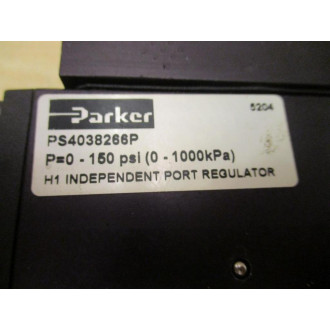 Parker 5204
PS4038266P
P=0 - 150 psi (0 - 1000kPa)
H1 INDEPENDENT PORT REGULATOR